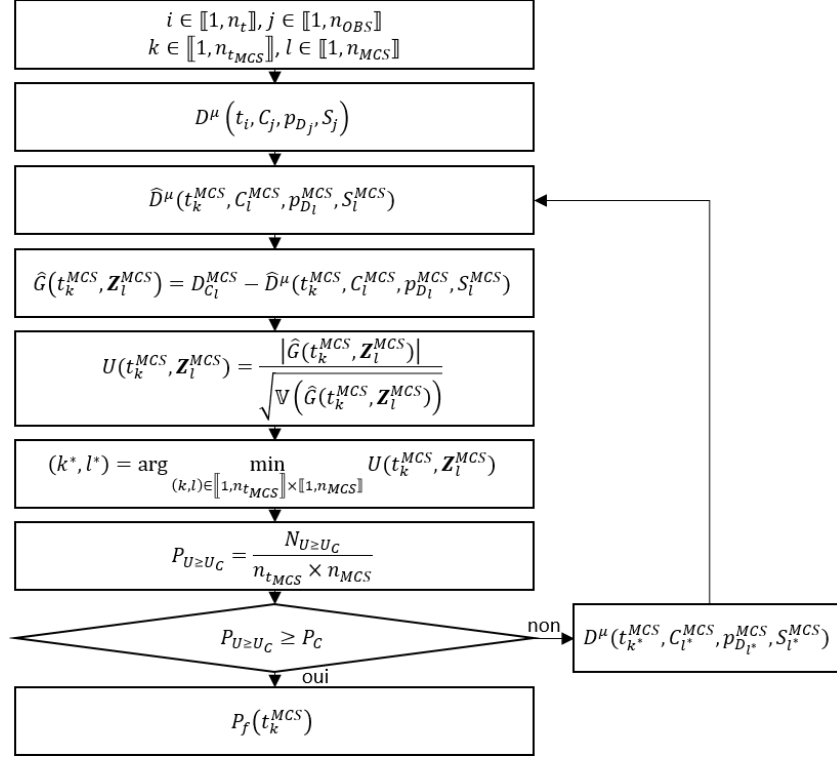 i ∈ ⟦1, n_t⟧, j ∈ ⟦1, n_OBS⟧
k ∈ ⟦1, n_{t_MCS}⟧, l ∈ ⟦1, n_MCS⟧
D^μ (t_i, C_j, p_{D_j}, S_j)
D̂^μ(t_k^MCS, C_l^MCS, p_{D_l}^MCS, S_l^MCS)
Ĝ(t_k^MCS, Z_l^MCS) = D_{C_l}^MCS − D̂^μ(t_k^MCS, C_l^MCS, p_{D_l}^MCS, S_l^MCS)
U(t_k^MCS, Z_l^MCS) = |Ĝ(t_k^MCS, Z_l^MCS)| / √𝕍(Ĝ(t_k^MCS, Z_l^MCS))
(k*, l*) = arg min_{(k,l)∈⟦1,n_{t_MCS}⟧×⟦1,n_MCS⟧} U(t_k^MCS, Z_l^MCS)
P_{U≥U_C} = N_{U≥U_C} / n_{t_MCS} × n_MCS
P_{U≥U_C} ≥ P_C
non
D^μ(t_{k*}^MCS, C_{l*}^MCS, p_{D_{l*}}^MCS, S_{l*}^MCS)
oui
P_f(t_k^MCS)